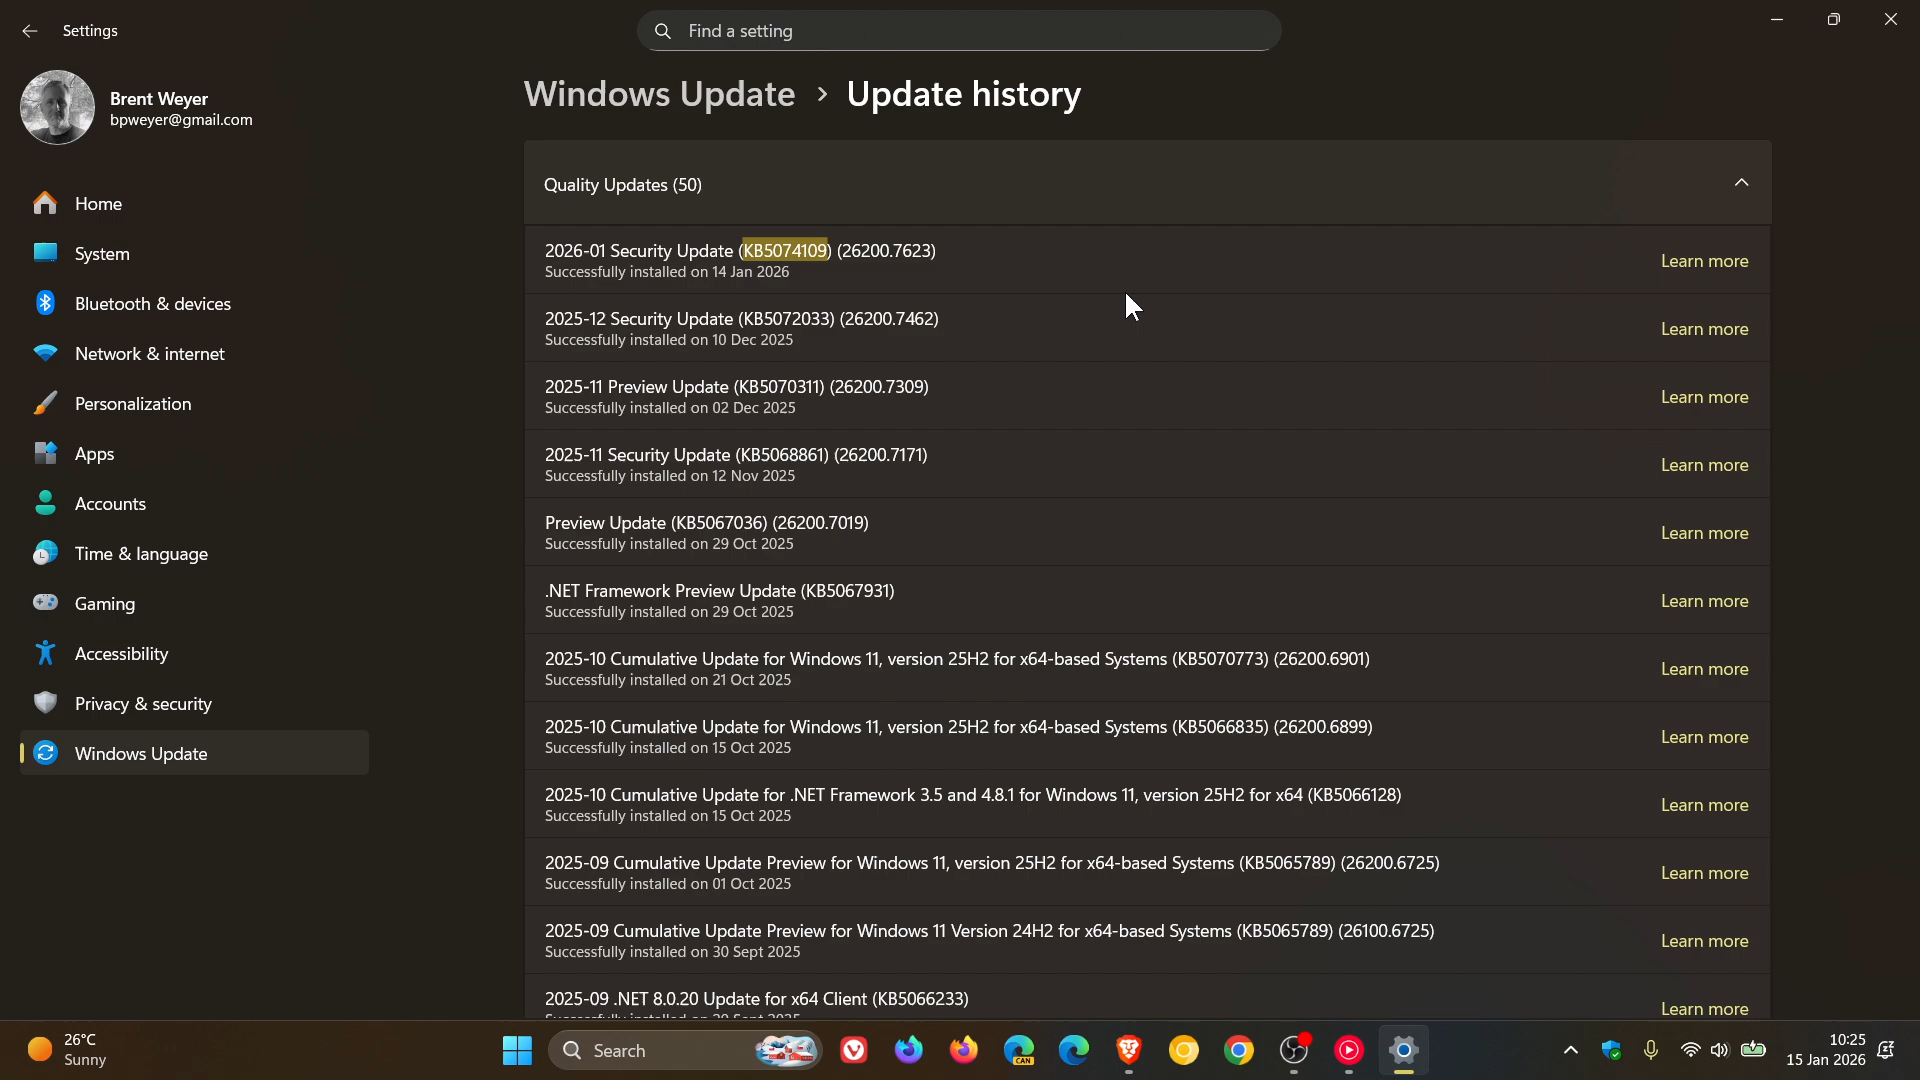 Settings
Find a setting
Brent Weyer
bpweyer@gmail.com
Windows Update > Update history
Home
System
Bluetooth & devices
Network & internet
Personalization
Apps
Accounts
Time & language
Gaming
Accessibility
Privacy & security
Windows Update
Quality Updates (50)
2026-01 Security Update (KB5074109) (26200.7623)
Successfully installed on 14 Jan 2026
Learn more
2025-12 Security Update (KB5072033) (26200.7462)
Successfully installed on 10 Dec 2025
Learn more
2025-11 Preview Update (KB5070311) (26200.7309)
Successfully installed on 02 Dec 2025
Learn more
2025-11 Security Update (KB5068861) (26200.7171)
Successfully installed on 12 Nov 2025
Learn more
Preview Update (KB5067036) (26200.7019)
Successfully installed on 29 Oct 2025
Learn more
.NET Framework Preview Update (KB5067931)
Successfully installed on 29 Oct 2025
Learn more
2025-10 Cumulative Update for Windows 11, version 25H2 for x64-based Systems (KB5070773) (26200.6901)
Successfully installed on 21 Oct 2025
Learn more
2025-10 Cumulative Update for Windows 11, version 25H2 for x64-based Systems (KB5066835) (26200.6899)
Successfully installed on 15 Oct 2025
Learn more
2025-10 Cumulative Update for .NET Framework 3.5 and 4.8.1 for Windows 11, version 25H2 for x64 (KB5066128)
Successfully installed on 15 Oct 2025
Learn more
2025-09 Cumulative Update Preview for Windows 11, version 25H2 for x64-based Systems (KB5065789) (26200.6725)
Successfully installed on 01 Oct 2025
Learn more
2025-09 Cumulative Update Preview for Windows 11 Version 24H2 for x64-based Systems (KB5065789) (26100.6725)
Successfully installed on 30 Sept 2025
Learn more
2025-09 .NET 8.0.20 Update for x64 Client (KB5066233)
Learn more
26°C
Sunny
Search
CAN
10:25
15 Jan 2026